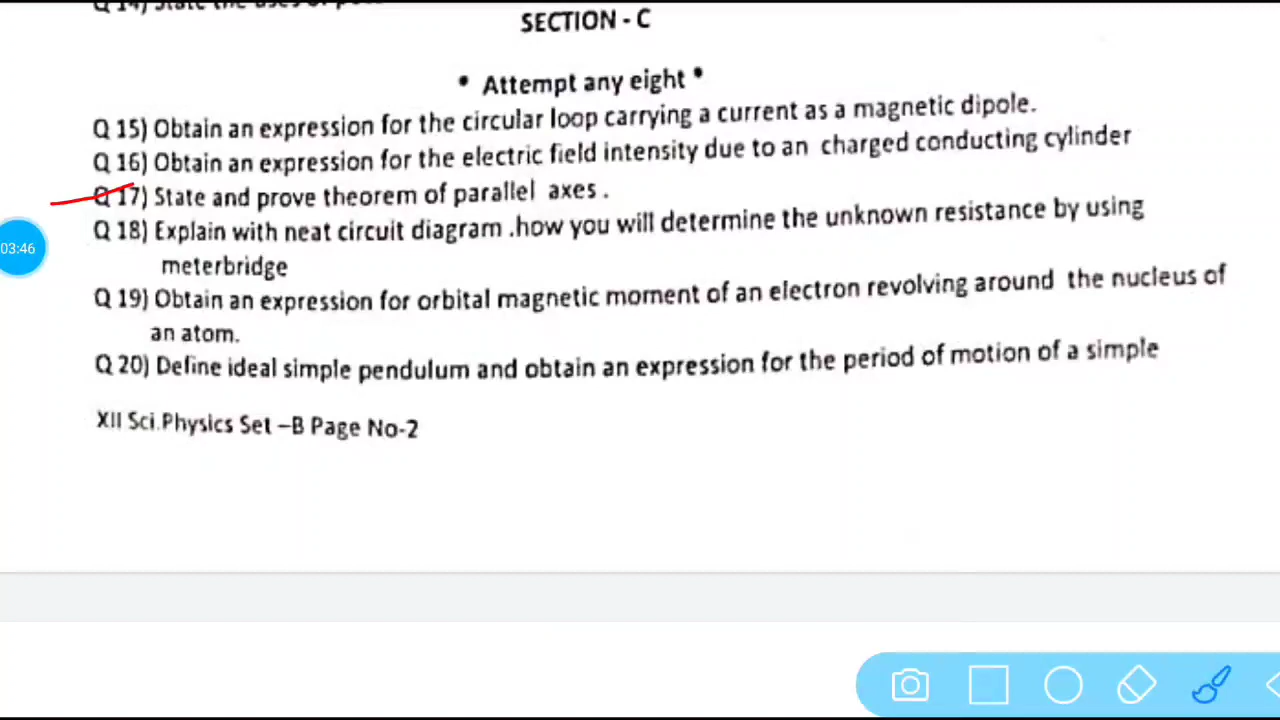 Q 14) State the uses of
SECTION - C
* Attempt any eight *
Q 15) Obtain an expression for the circular loop carrying a current as a magnetic dipole.
Q 16) Obtain an expression for the electric field intensity due to an charged conducting cylinder
Q 17) State and prove theorem of parallel axes .
Q 18) Explain with neat circuit diagram .how you will determine the unknown resistance by using
meterbridge
03:46
Q 19) Obtain an expression for orbital magnetic moment of an electron revolving around the nucleus of
an atom.
Q 20) Define ideal simple pendulum and obtain an expression for the period of motion of a simple
XII Sci.Physics Set –B Page No-2